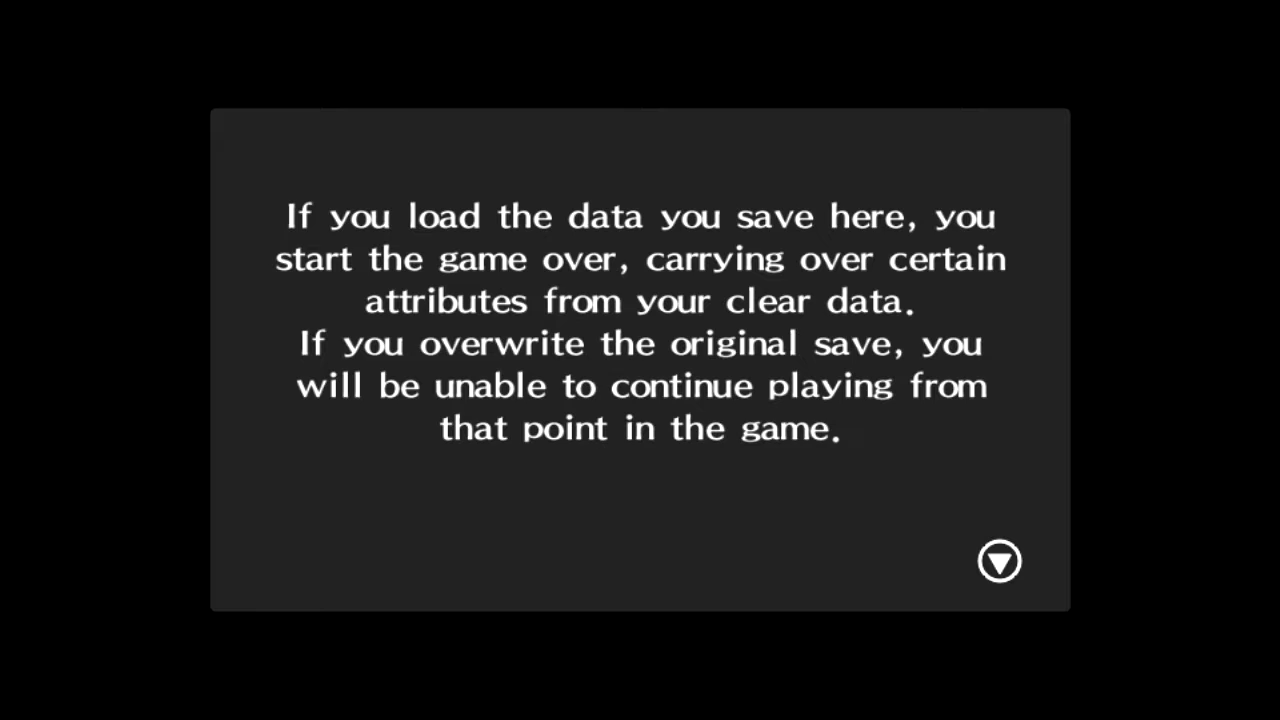 If you load the data you save here, you
start the game over, carrying over certain
attributes from your clear data.
If you overwrite the original save, you
will be unable to continue playing from
that point in the game.